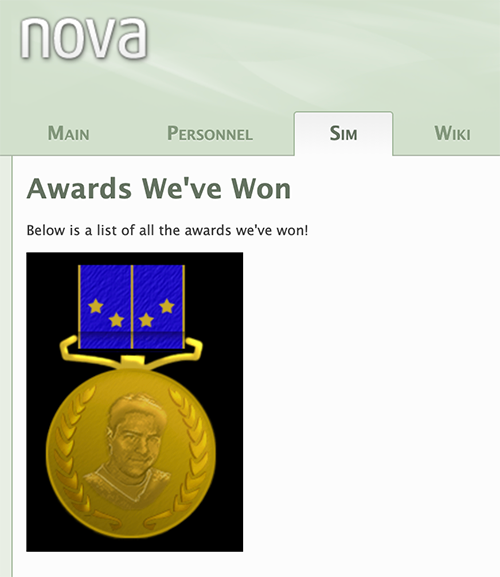 nova
Main Personnel Sim Wiki
Awards We've Won
Below is a list of all the awards we've won!